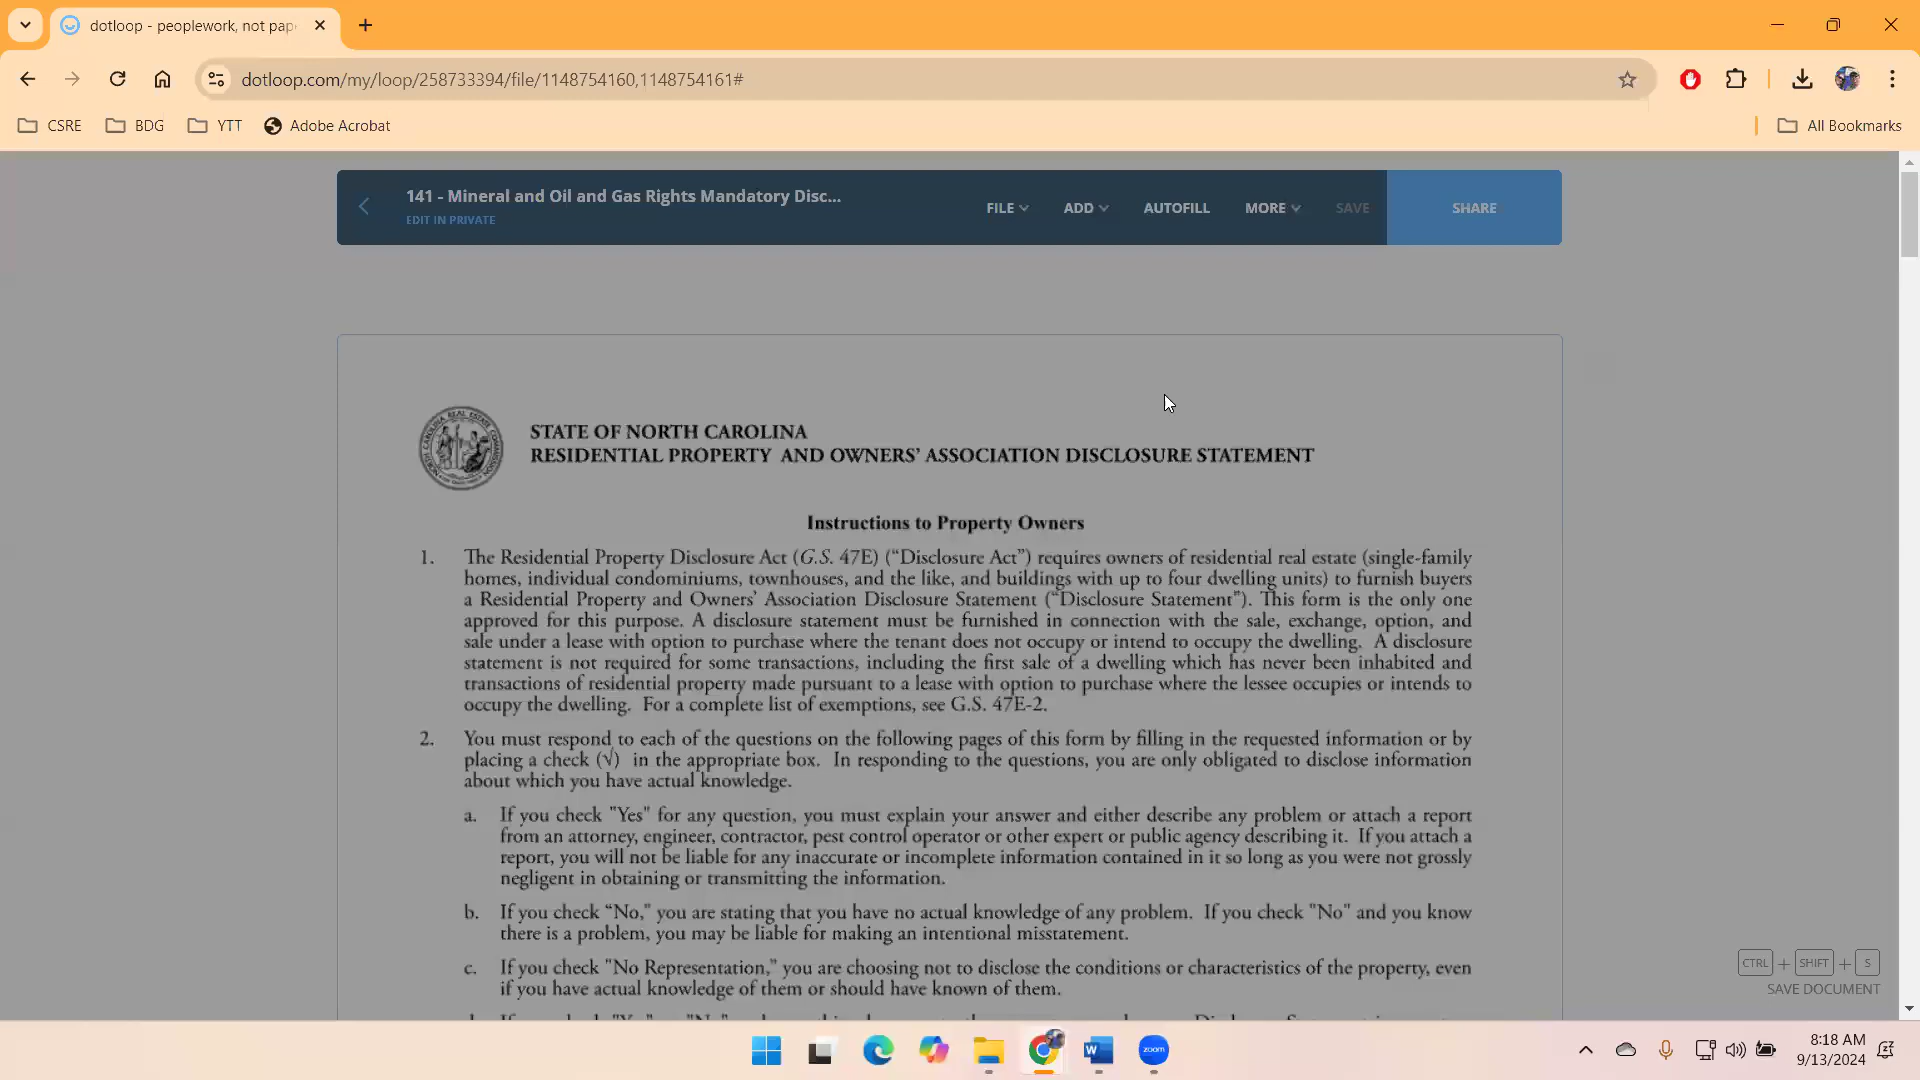 dotloop - peoplework, not pap
dotloop.com/my/loop/258733394/file/1148754160,1148754161#
CSRE
BDG
YTT
Adobe Acrobat
All Bookmarks
141 - Mineral and Oil and Gas Rights Mandatory Disc...
EDIT IN PRIVATE
FILE
ADD
AUTOFILL
MORE
SAVE
SHARE
STATE OF NORTH CAROLINA
RESIDENTIAL PROPERTY AND OWNERS' ASSOCIATION DISCLOSURE STATEMENT
Instructions to Property Owners
1. The Residential Property Disclosure Act (G.S. 47E) ("Disclosure Act") requires owners of residential real estate (single-family
homes, individual condominiums, townhouses, and the like, and buildings with up to four dwelling units) to furnish buyers
a Residential Property and Owners' Association Disclosure Statement ("Disclosure Statement"). This form is the only one
approved for this purpose. A disclosure statement must be furnished in connection with the sale, exchange, option, and
sale under a lease with option to purchase where the tenant does not occupy or intend to occupy the dwelling. A disclosure
statement is not required for some transactions, including the first sale of a dwelling which has never been inhabited and
transactions of residential property made pursuant to a lease with option to purchase where the lessee occupies or intends to
occupy the dwelling. For a complete list of exemptions, see G.S. 47E-2.
2. You must respond to each of the questions on the following pages of this form by filling in the requested information or by
placing a check (√) in the appropriate box. In responding to the questions, you are only obligated to disclose information
about which you have actual knowledge.
a. If you check "Yes" for any question, you must explain your answer and either describe any problem or attach a report
from an attorney, engineer, contractor, pest control operator or other expert or public agency describing it. If you attach a
report, you will not be liable for any inaccurate or incomplete information contained in it so long as you were not grossly
negligent in obtaining or transmitting the information.
b. If you check "No," you are stating that you have no actual knowledge of any problem. If you check "No" and you know
there is a problem, you may be liable for making an intentional misstatement.
c. If you check "No Representation," you are choosing not to disclose the conditions or characteristics of the property, even
if you have actual knowledge of them or should have known of them.
CTRL + SHIFT + S
SAVE DOCUMENT
zoom
8:18 AM
9/13/2024